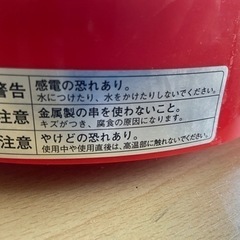 警告 感電の恐れあり。
水につけたり、水をかけたりしないでください。
注意 金属製の串を使わないこと。
キズがつき、腐食の原因になります。
注意 やけどの恐れあり。
使用中や使用直後は、高温部に触れないでください。